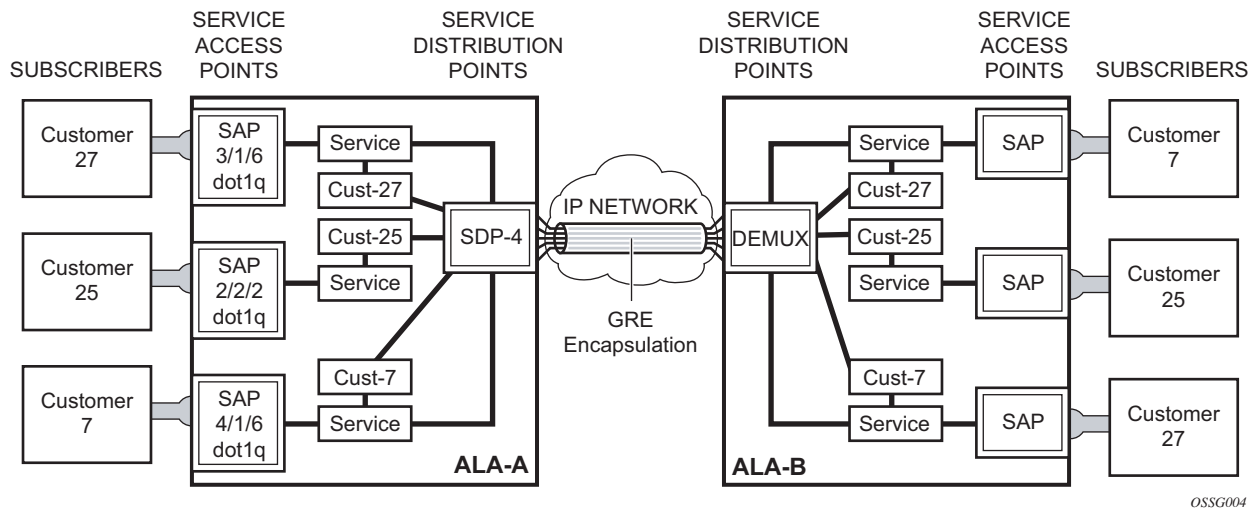 SERVICE
ACCESS
POINTS
SERVICE
DISTRIBUTION
POINTS
SERVICE
DISTRIBUTION
POINTS
SERVICE
ACCESS
POINTS
SUBSCRIBERS
SUBSCRIBERS
Customer
27
SAP
3/1/6
dot1q
Service
Cust-27
Customer
25
SAP
2/2/2
dot1q
Cust-25
Service
Customer
7
SAP
4/1/6
dot1q
Cust-7
Service
SDP-4
ALA-A
IP NETWORK
GRE
Encapsulation
DEMUX
Service
Cust-27
SAP
Customer
7
Cust-25
Service
SAP
Customer
25
Cust-7
Service
SAP
Customer
27
ALA-B
OSSG004